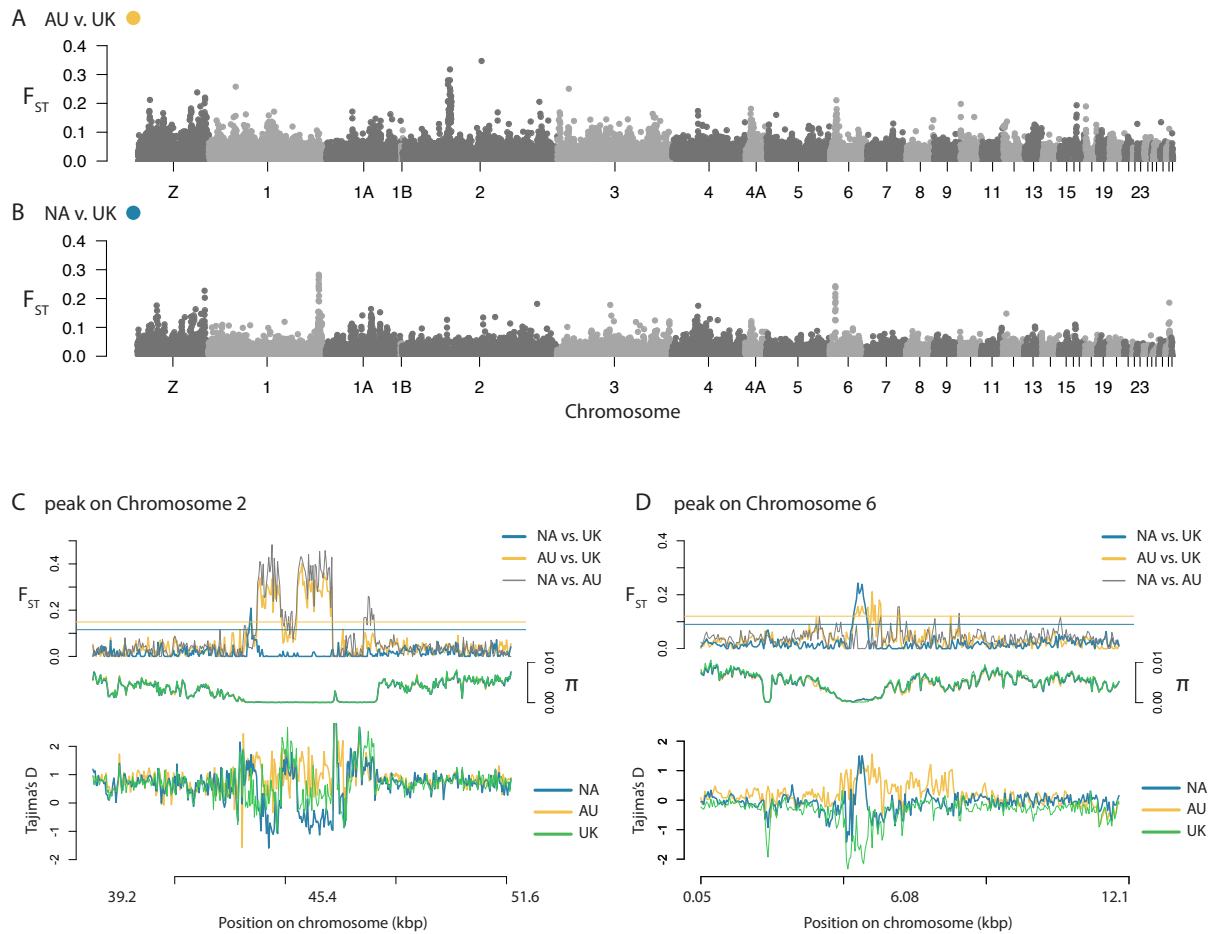 A AU v. UK
0.4
0.3
F_ST 0.2
0.1
0.0
Z 1 1A 1B 2 3 4 4A 5 6 7 8 9 11 13 15 19 23
B NA v. UK
0.4
0.3
F_ST 0.2
0.1
0.0
Z 1 1A 1B 2 3 4 4A 5 6 7 8 9 11 13 15 19 23
Chromosome
C peak on Chromosome 2
NA vs. UK
AU vs. UK
NA vs. AU
F_ST
0.4
0.2
0.0
0.01
0.00
π
Tajima's D
2
1
0
-1
-2
NA
AU
UK
39.2 45.4 51.6
Position on chromosome (kbp)
D peak on Chromosome 6
NA vs. UK
AU vs. UK
NA vs. AU
F_ST
0.4
0.2
0.0
0.01
0.00
π
Tajima's D
2
1
0
-1
-2
NA
AU
UK
0.05 6.08 12.1
Position on chromosome (kbp)